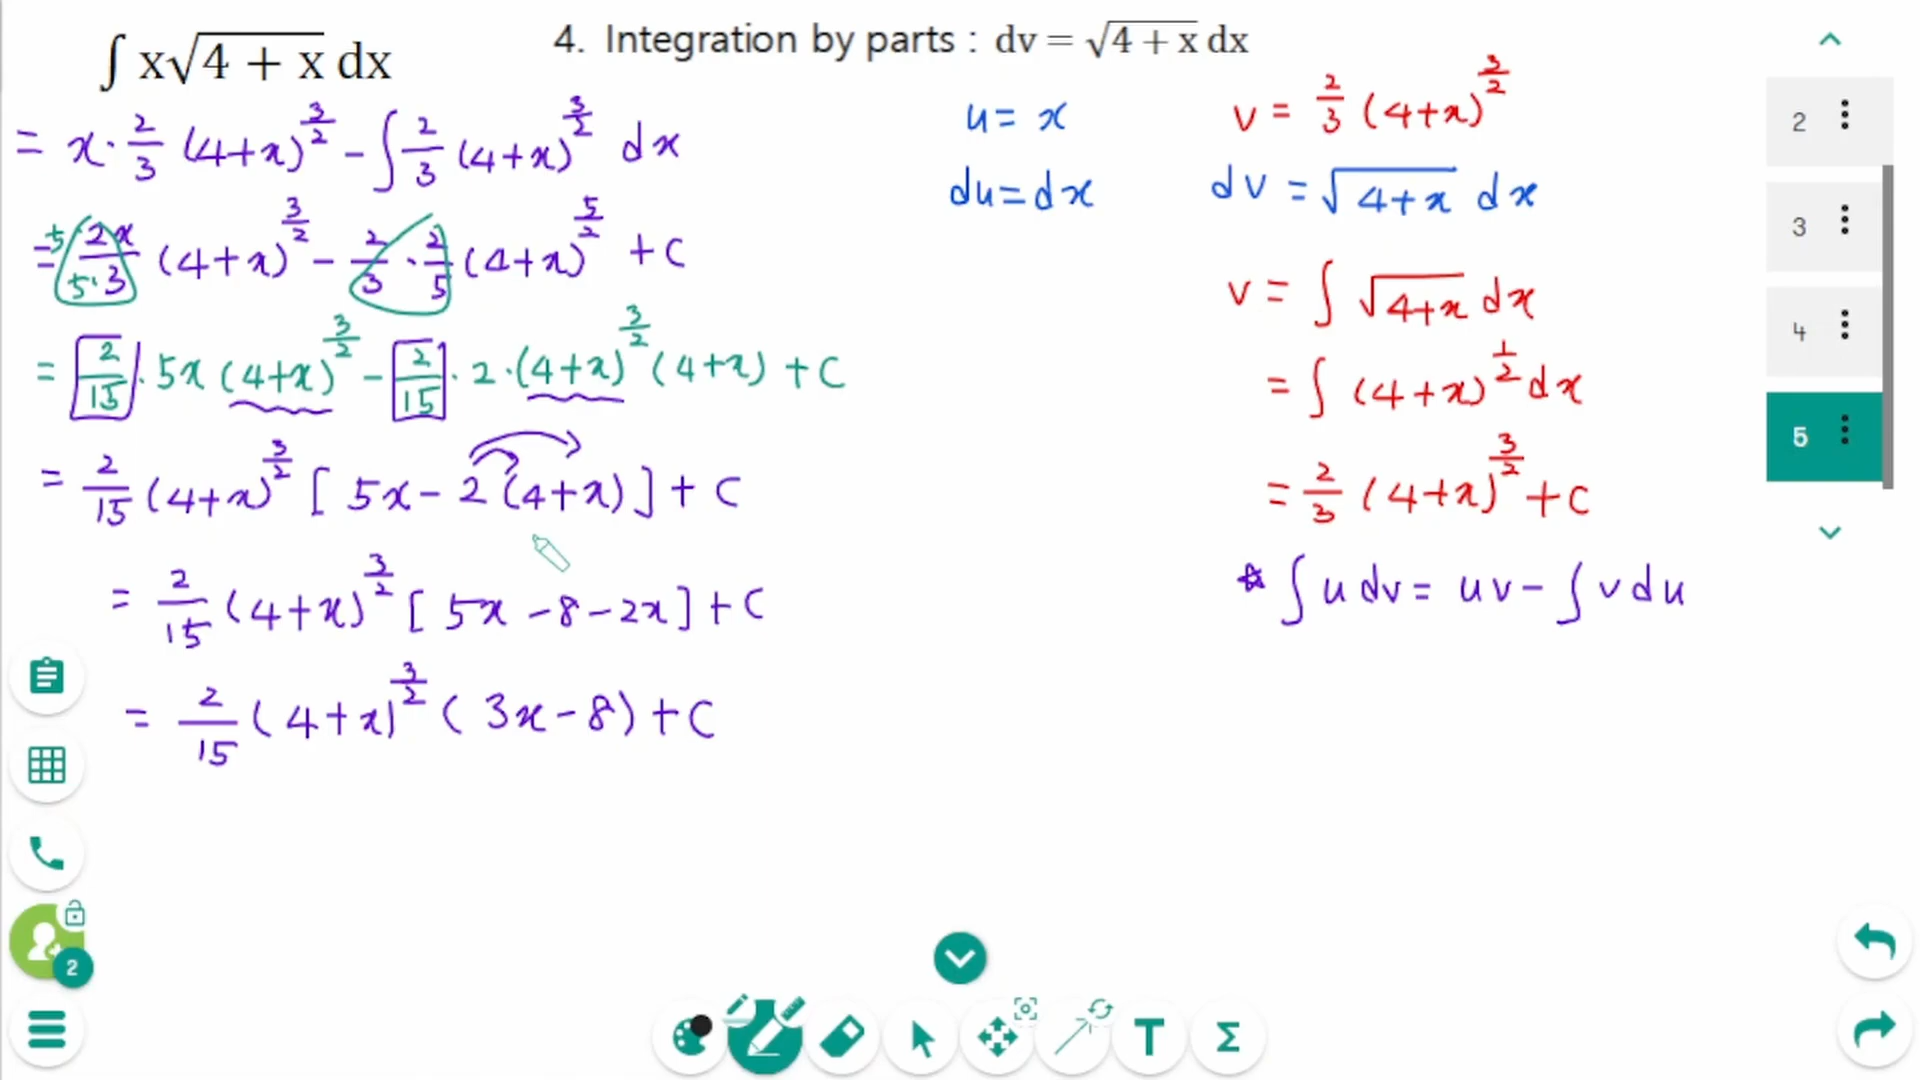 ∫ x√(4 + x) dx
4. Integration by parts : dv = √(4 + x) dx
= x · 2/3 (4+x)^(3/2) − ∫ 2/3 (4+x)^(3/2) dx
= 5·2x/5·3 (4+x)^(3/2) − 2/3 · 2/5 (4+x)^(5/2) + C
= 2/15 · 5x (4+x)^(3/2) − 2/15 · 2 · (4+x)^(3/2) (4+x) + C
= 2/15 (4+x)^(3/2) [ 5x − 2 (4+x) ] + C
= 2/15 (4+x)^(3/2) [ 5x − 8 − 2x ] + C
= 2/15 (4+x)^(3/2) ( 3x − 8 ) + C
u = x
du = dx
v = 2/3 (4+x)^(3/2)
dv = √(4+x) dx
v = ∫ √(4+x) dx
= ∫ (4+x)^(1/2) dx
= 2/3 (4+x)^(3/2) + C
☆ ∫ u dv = uv − ∫ v du
2
3
4
5
2
T
Σ